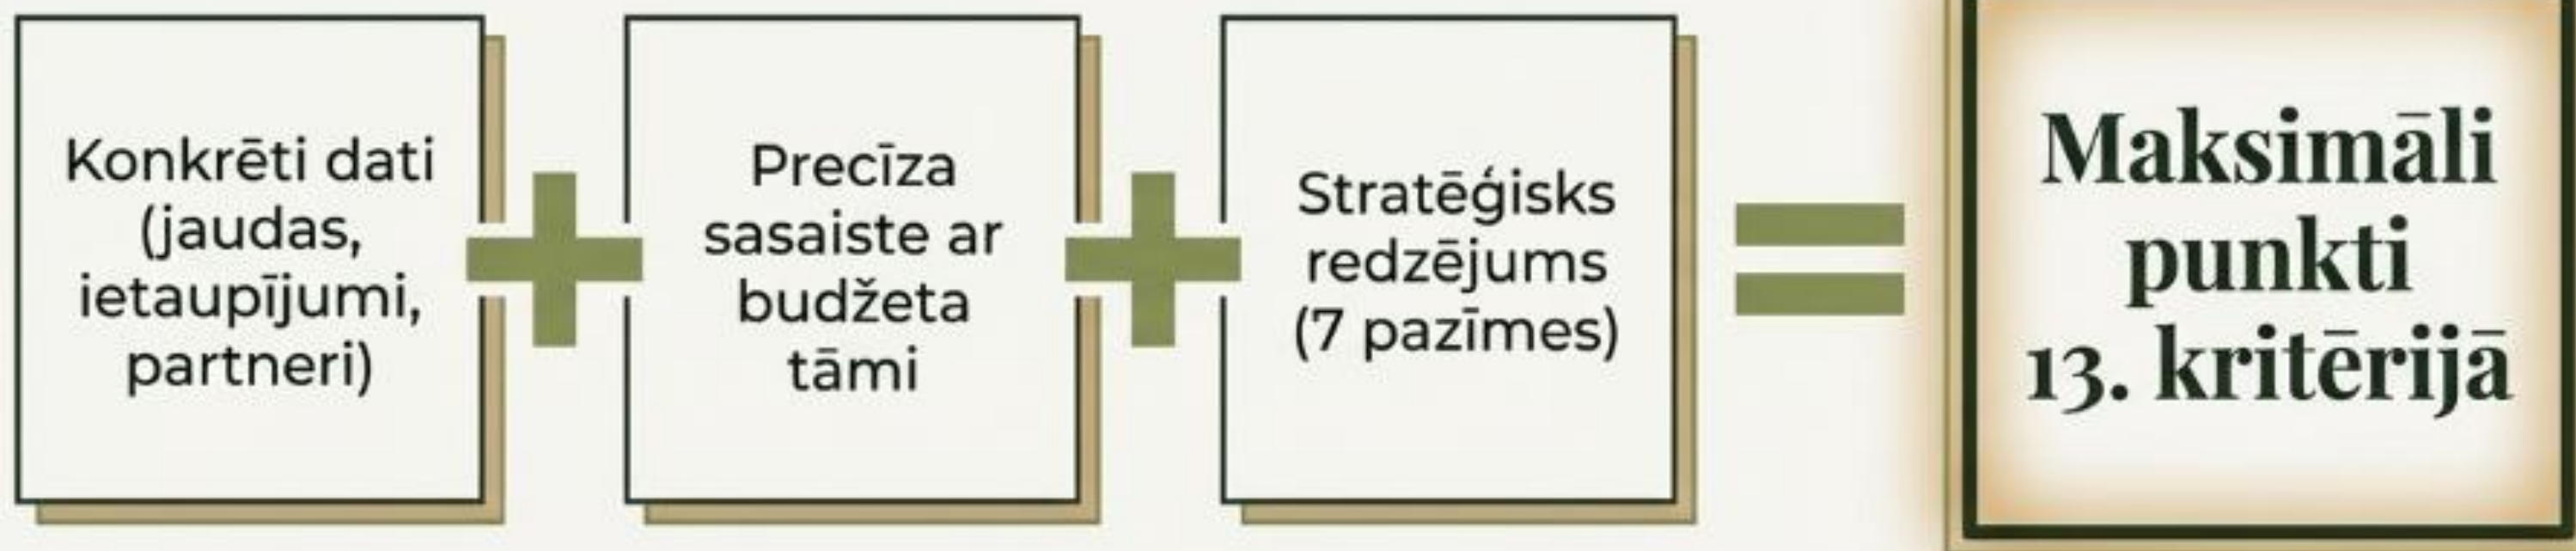 Konkrēti dati
(jaudas,
ietaupījumi,
partneri)
+
Precīza
sasaiste ar
budžeta
tāmi
+
Stratēģisks
redzējums
(7 pazīmes)
=
Maksimāli
punkti
13. kritērijā